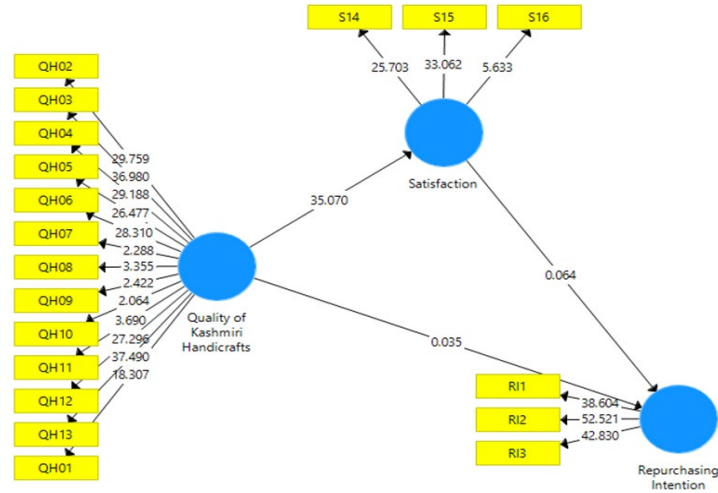 S14
S15
S16
25.703
33.062
5.633
QH02
QH03
QH04
QH05
QH06
QH07
QH08
QH09
QH10
QH11
QH12
QH13
QH01
29.759
36.980
29.188
26.477
28.310
2.288
3.355
2.422
2.064
3.690
27.296
37.490
18.307
Quality of
Kashmiri
Handicrafts
35.070
Satisfaction
0.064
0.035
RI1
RI2
RI3
38.604
52.521
42.830
Repurchasing
Intention